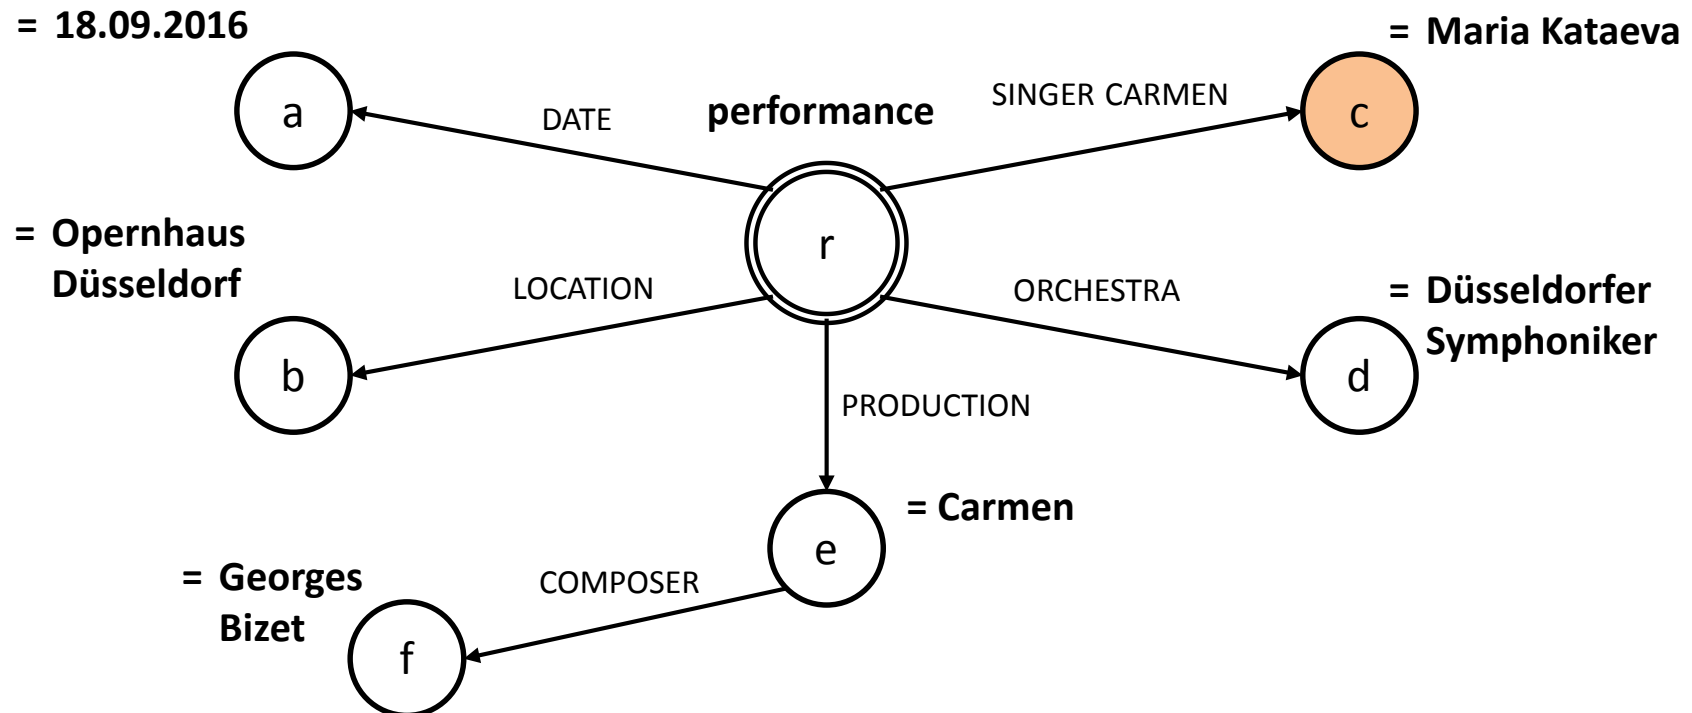 = 18.09.2016
= Maria Kataeva
a
DATE
performance
SINGER CARMEN
c
r
= Opernhaus
Düsseldorf
LOCATION
ORCHESTRA
= Düsseldorfer
Symphoniker
b
d
PRODUCTION
= Carmen
e
= Georges
Bizet
COMPOSER
f